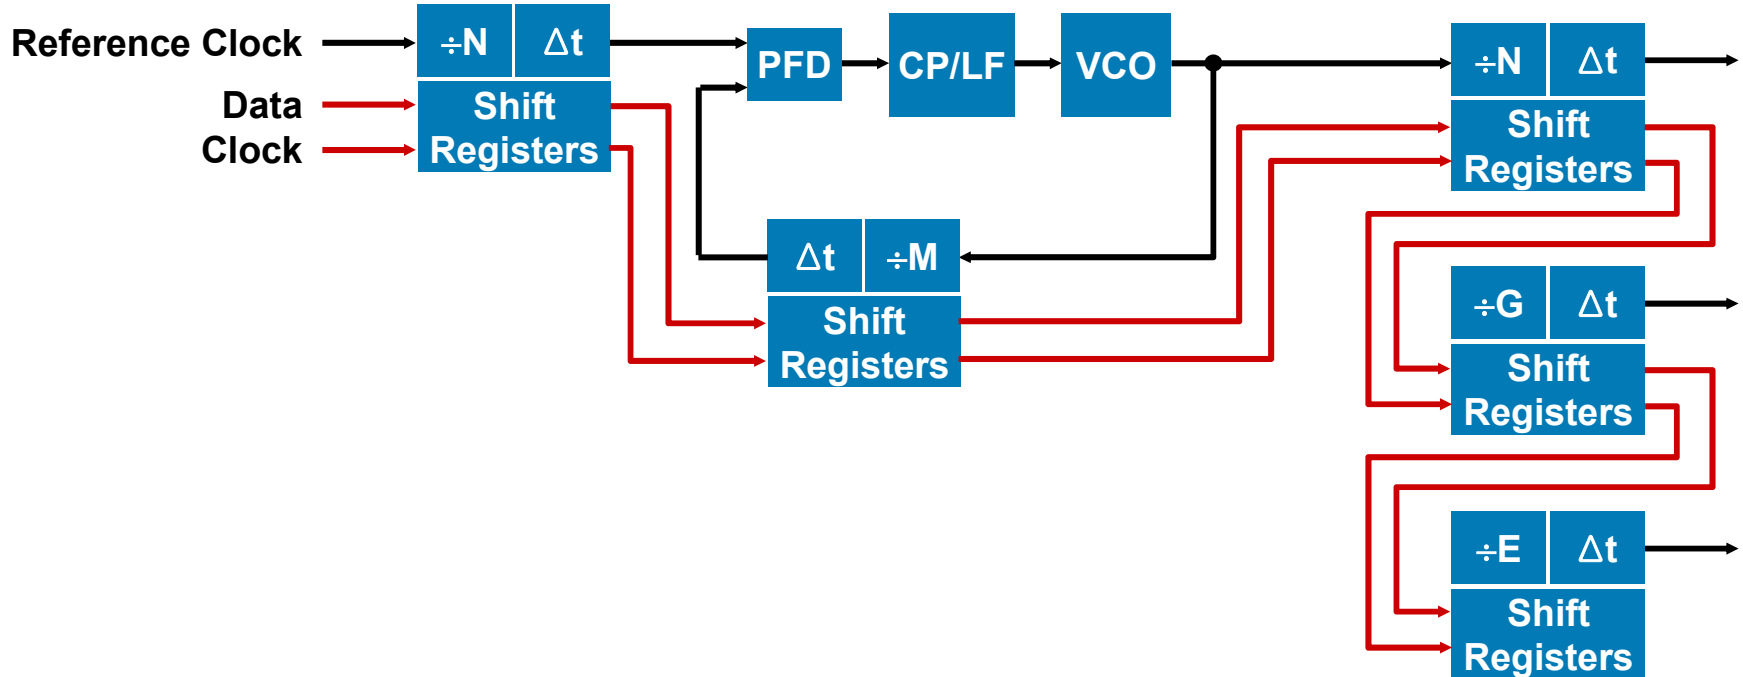 Reference Clock
÷N
Δt
PFD
CP/LF
VCO
÷N
Δt
Data
Clock
Shift
Registers
Shift
Registers
Δt
÷M
Shift
Registers
÷G
Δt
Shift
Registers
÷E
Δt
Shift
Registers